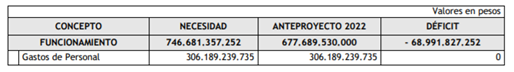 Valores en pesos
CONCEPTO NECESIDAD ANTEPROYECTO 2022 DÉFICIT
FUNCIONAMIENTO 746.681.357.252 677.689.530.000 - 68.991.827.252
Gastos de Personal 306.189.239.735 306.189.239.735 0